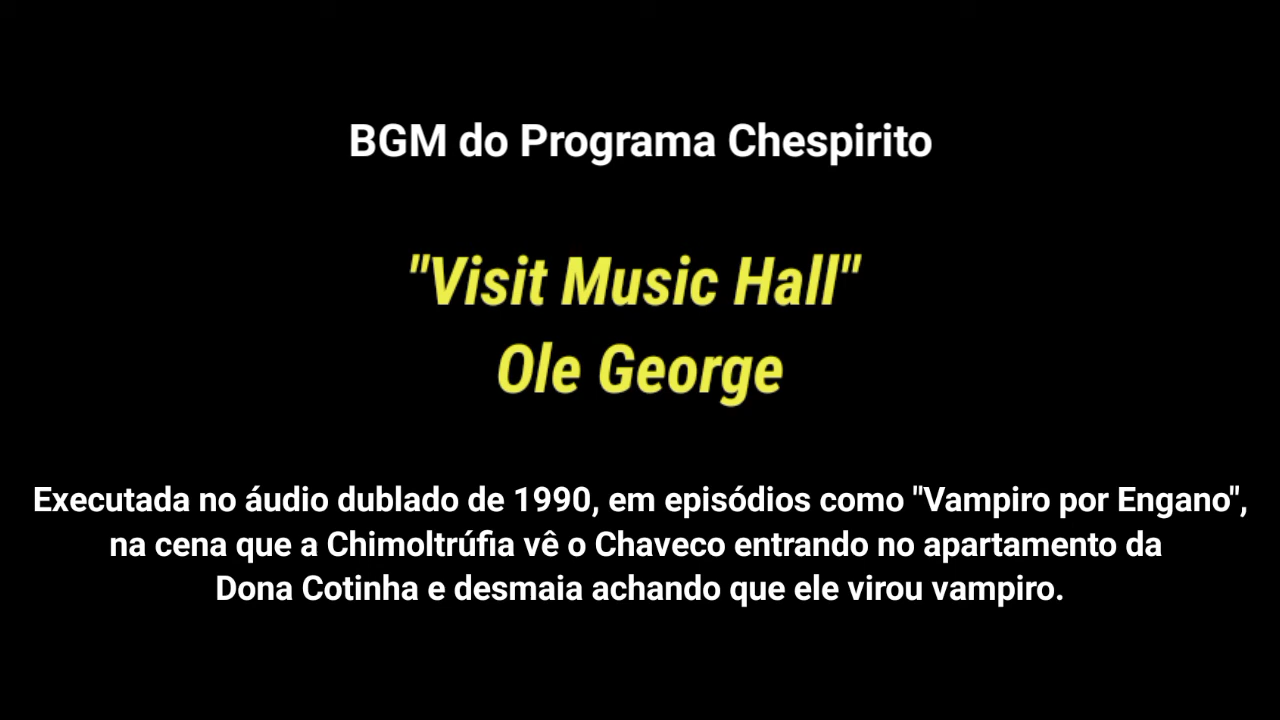 BGM do Programa Chespirito
"Visit Music Hall"
Ole George
Executada no áudio dublado de 1990, em episódios como "Vampiro por Engano",
na cena que a Chimoltrúfia vê o Chaveco entrando no apartamento da
Dona Cotinha e desmaia achando que ele virou vampiro.